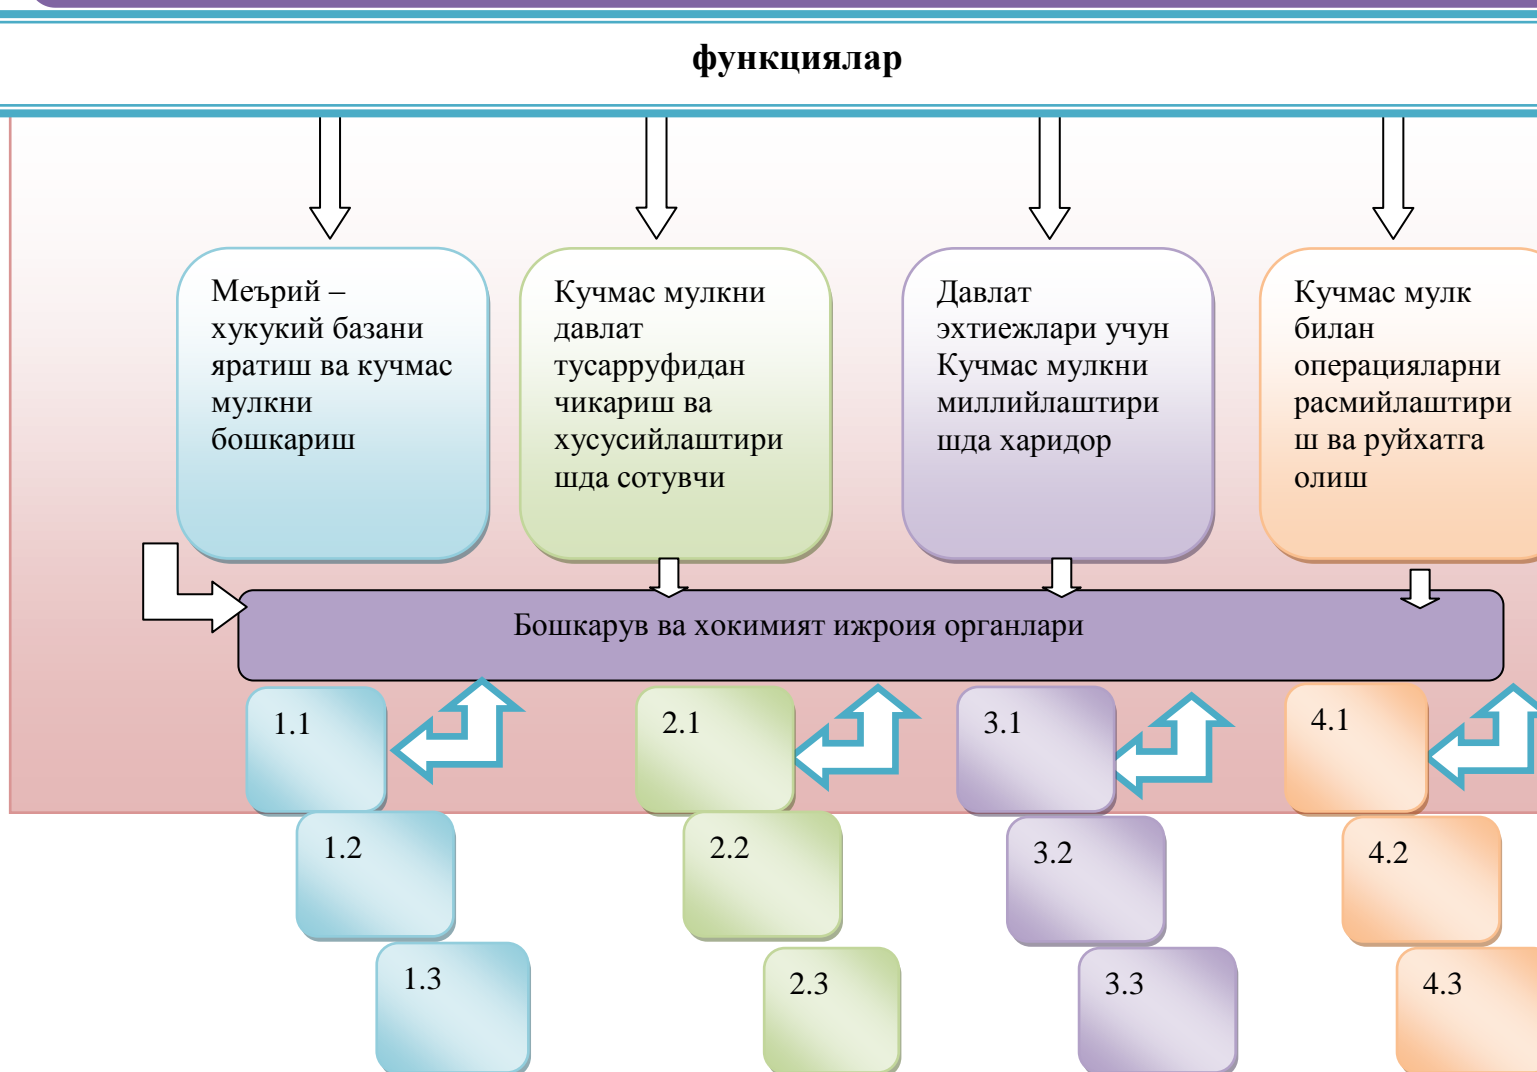 функциялар
Меърий –
хукукий базани
яратиш ва кучмас
мулкни
бошкариш
Кучмас мулкни
давлат
тусарруфидан
чикариш ва
хусусийлаштири
шда сотувчи
Давлат
эхтиежлари учун
Кучмас мулкни
миллийлаштири
шда харидор
Кучмас мулк
билан
операцияларни
расмийлаштири
ш ва руйхатга
олиш
Бошкарув ва хокимият ижроия органлари
1.1
2.1
3.1
4.1
1.2
2.2
3.2
4.2
1.3
2.3
3.3
4.3